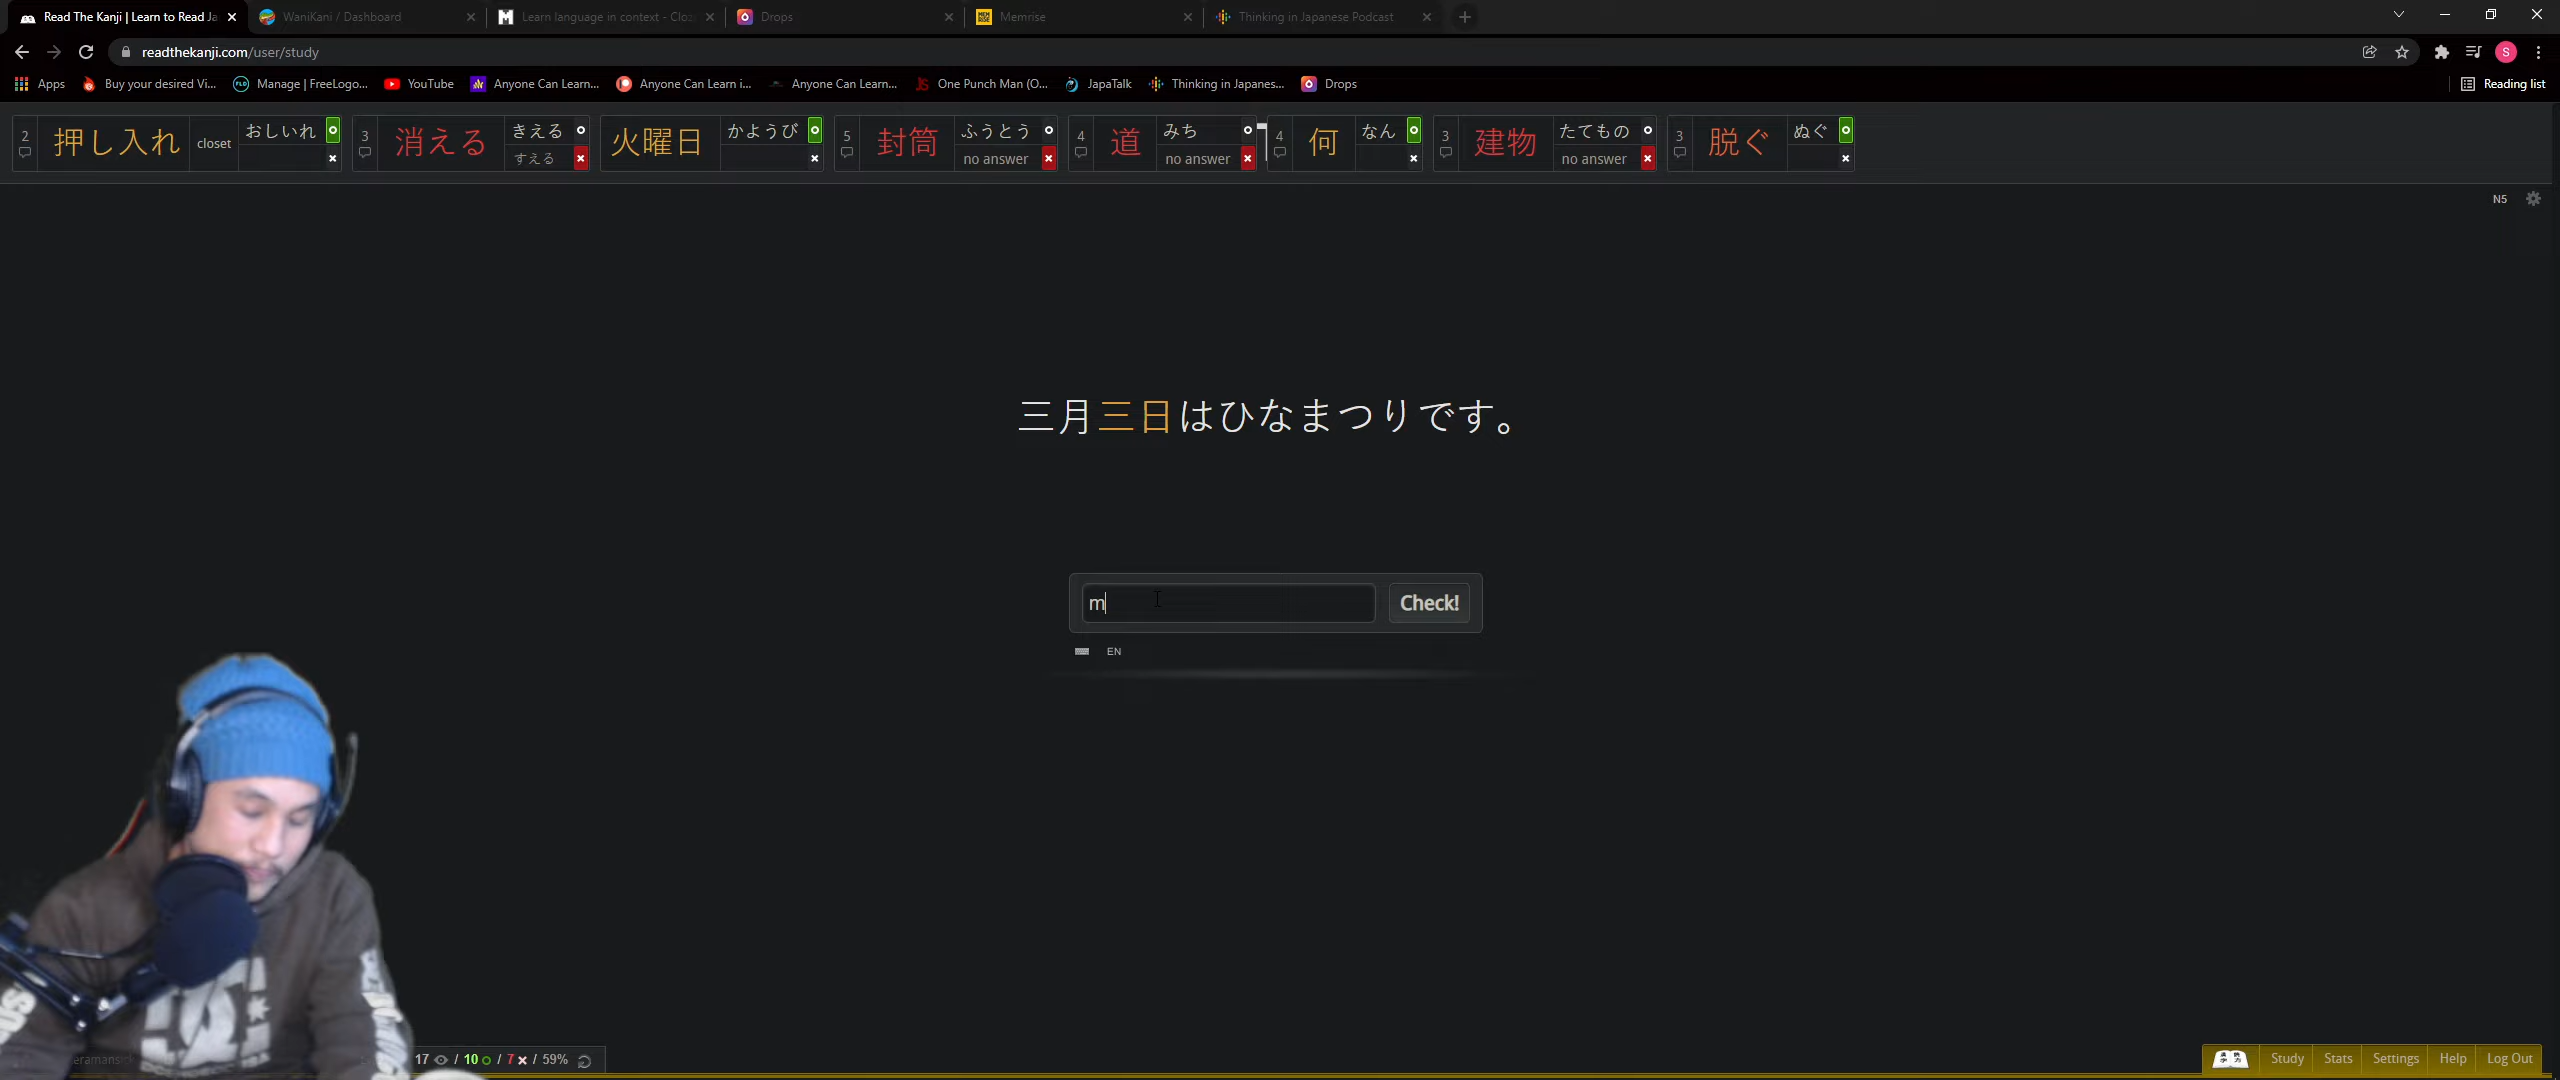 Read The Kanji | Learn to Read Ja
WaniKani / Dashboard
Learn language in context - Cloz
Drops
Memrise
Thinking in Japanese Podcast
readthekanji.com/user/study
Apps
Buy your desired Vi...
Manage | FreeLogo...
YouTube
Anyone Can Learn...
Anyone Can Learn i...
Anyone Can Learn...
One Punch Man (O...
JapaTalk
Thinking in Japanes...
Drops
Reading list
2 押し入れ closet おしいれ
3 消える きえる すえる
火曜日 かようび
5 封筒 ふうとう no answer
4 道 みち no answer
4 何 なん
3 建物 たてもの no answer
3 脱ぐ ぬぐ
N5
三月三日はひなまつりです。
m
Check!
EN
17 / 10 / 7 / 59%
Study
Stats
Settings
Help
Log Out